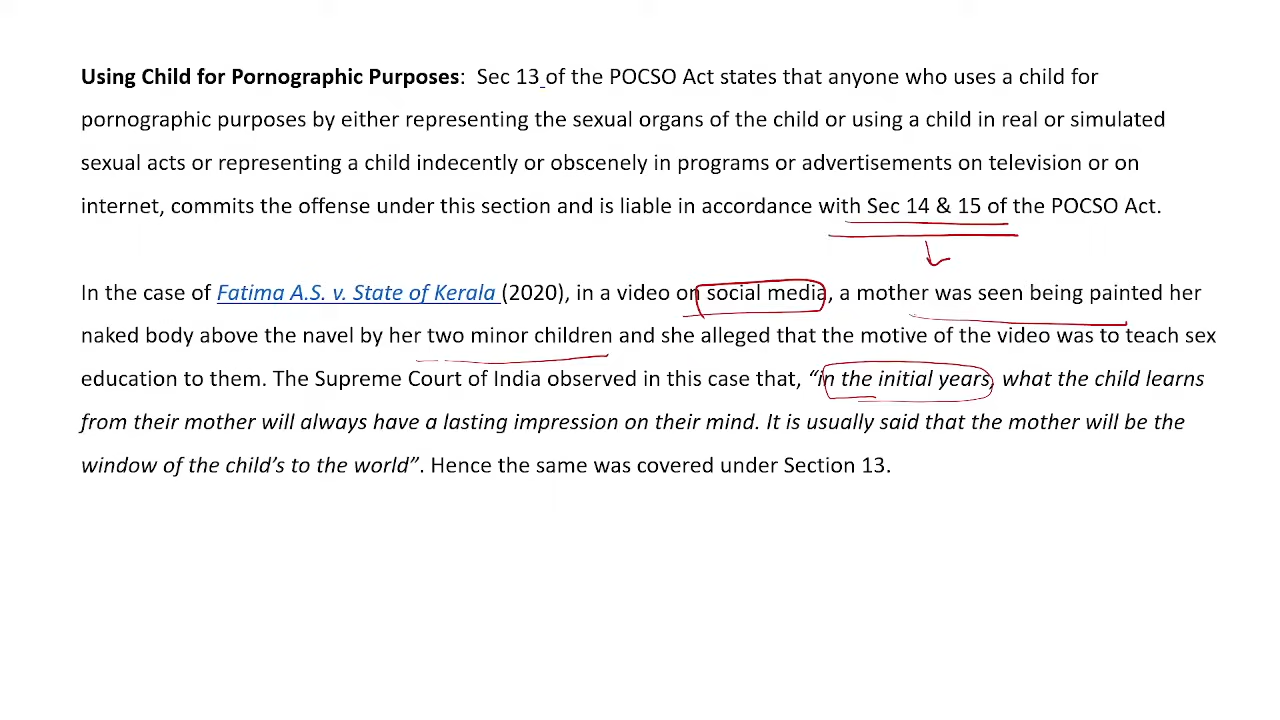 Using Child for Pornographic Purposes: Sec 13 of the POCSO Act states that anyone who uses a child for
pornographic purposes by either representing the sexual organs of the child or using a child in real or simulated
sexual acts or representing a child indecently or obscenely in programs or advertisements on television or on
internet, commits the offense under this section and is liable in accordance with Sec 14 & 15 of the POCSO Act.
In the case of Fatima A.S. v. State of Kerala (2020), in a video on social media, a mother was seen being painted her
naked body above the navel by her two minor children and she alleged that the motive of the video was to teach sex
education to them. The Supreme Court of India observed in this case that, “in the initial years, what the child learns
from their mother will always have a lasting impression on their mind. It is usually said that the mother will be the
window of the child’s to the world”. Hence the same was covered under Section 13.